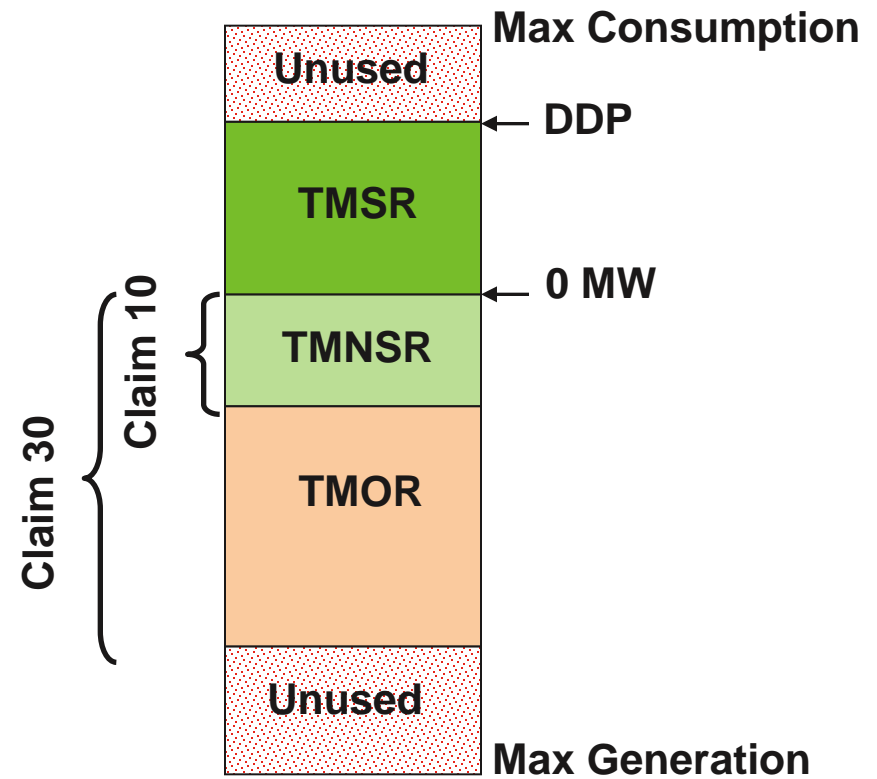 Max Consumption
Unused
DDP
TMSR
0 MW
Claim 10
TMNSR
Claim 30
TMOR
Unused
Max Generation